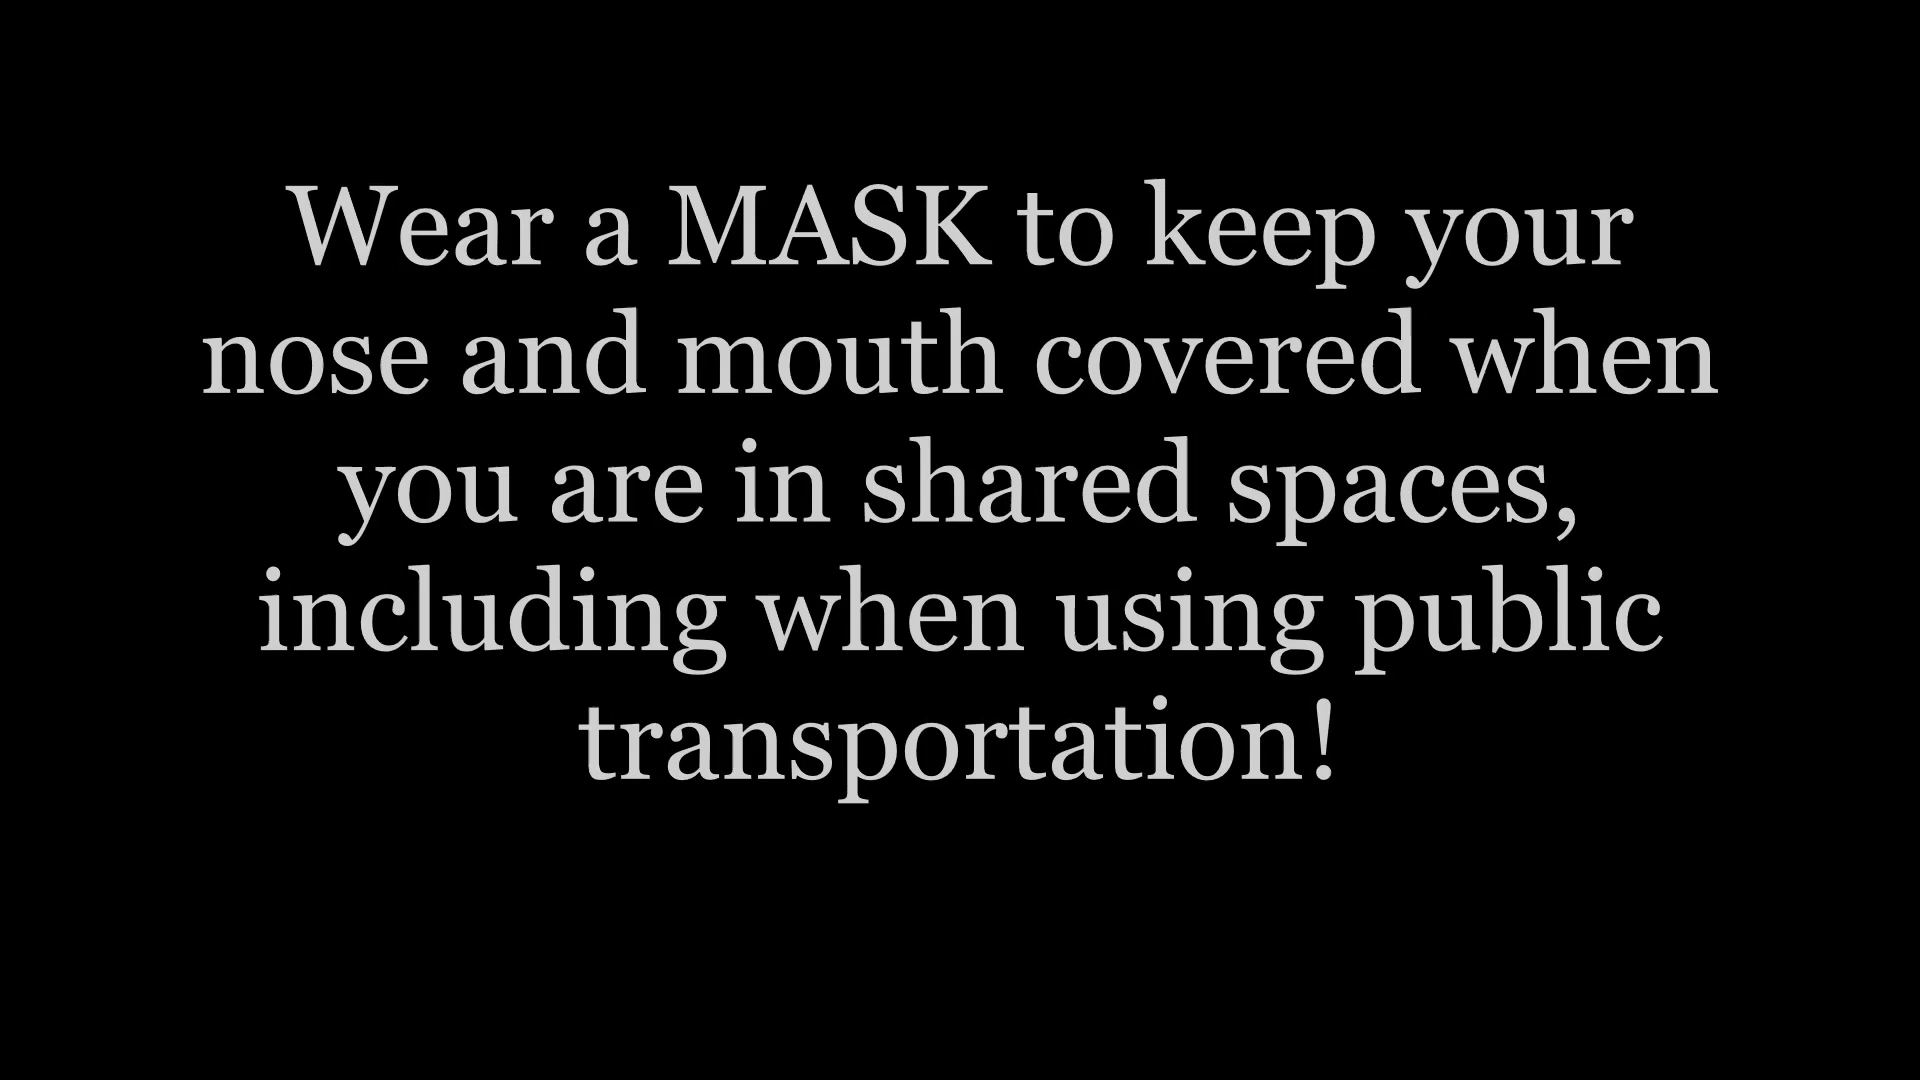 Wear a MASK to keep your
nose and mouth covered when
you are in shared spaces,
including when using public
transportation!